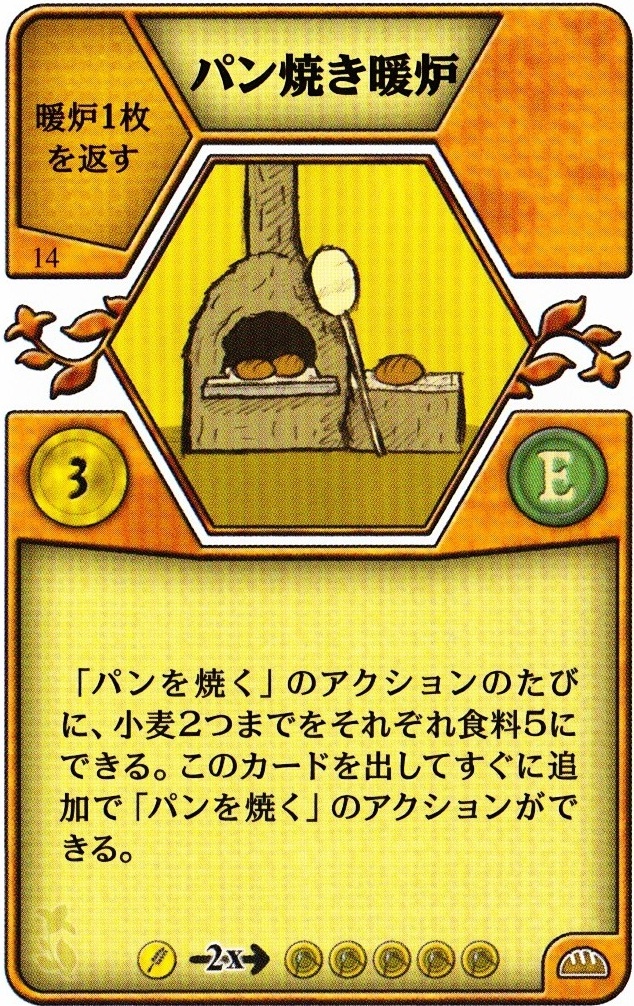 パン焼き暖炉
暖炉1枚
を返す
14
3
E
「パンを焼く」のアクションのたび
に、小麦2つまでをそれぞれ食料5に
できる。このカードを出してすぐに追
加で「パンを焼く」のアクションがで
きる。
2x